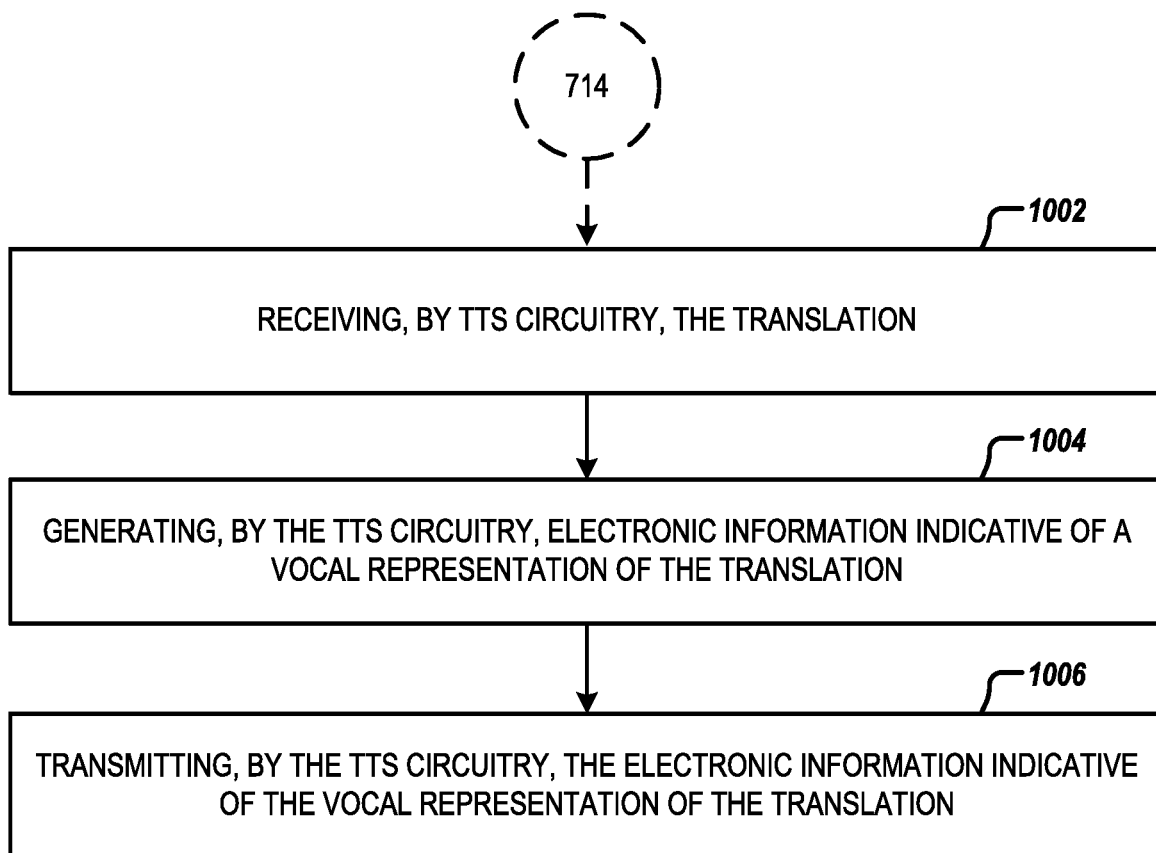 714
1002
RECEIVING, BY TTS CIRCUITRY, THE TRANSLATION
1004
GENERATING, BY THE TTS CIRCUITRY, ELECTRONIC INFORMATION INDICATIVE OF A
VOCAL REPRESENTATION OF THE TRANSLATION
1006
TRANSMITTING, BY THE TTS CIRCUITRY, THE ELECTRONIC INFORMATION INDICATIVE
OF THE VOCAL REPRESENTATION OF THE TRANSLATION